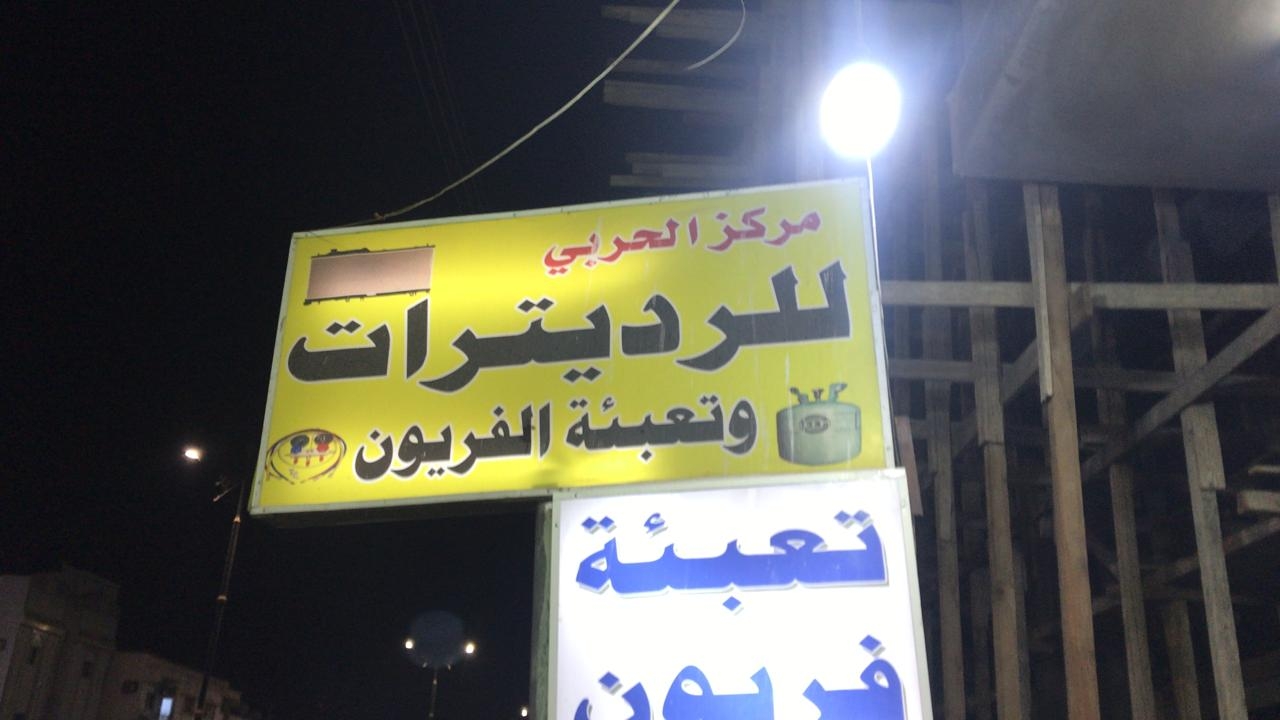 مركز الحربي
للرديترات
وتعبئة الفريون
تعبئة
فريون